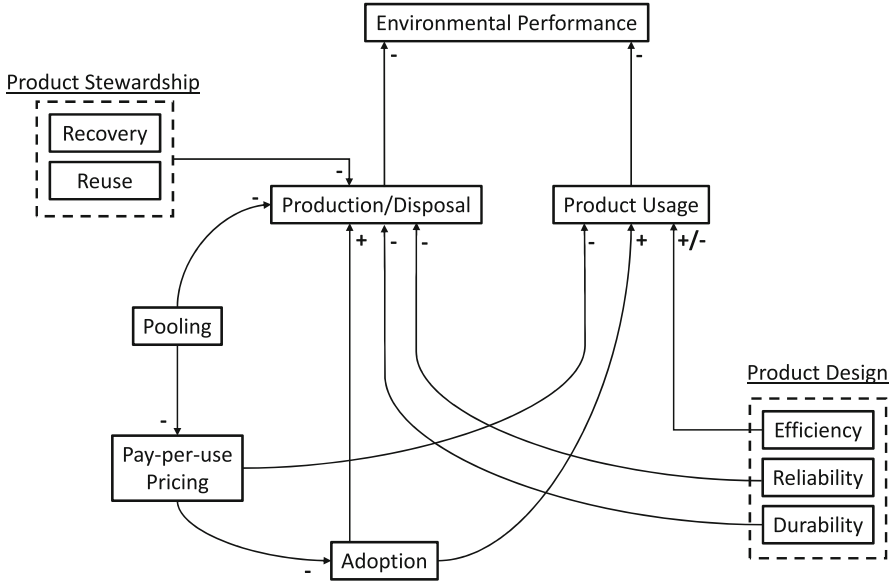 Environmental Performance
-
-
Product Stewardship
Recovery
Reuse
-
-
Production/Disposal
Product Usage
+
-
-
-
+
+/-
Pooling
Product Design
-
Efficiency
Pay-per-use
Pricing
Reliability
Durability
Adoption
-